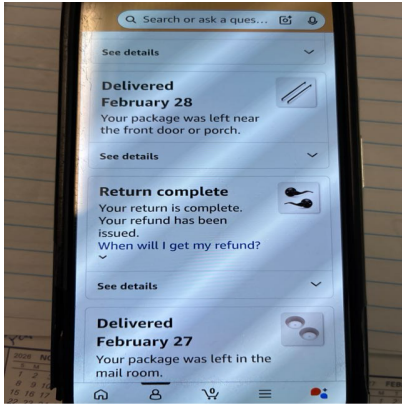 Search or ask a ques...
See details
Delivered
February 28
Your package was left near
the front door or porch.
See details
Return complete
Your return is complete.
Your refund has been
issued.
When will I get my refund?
See details
Delivered
February 27
Your package was left in the
mail room.
0